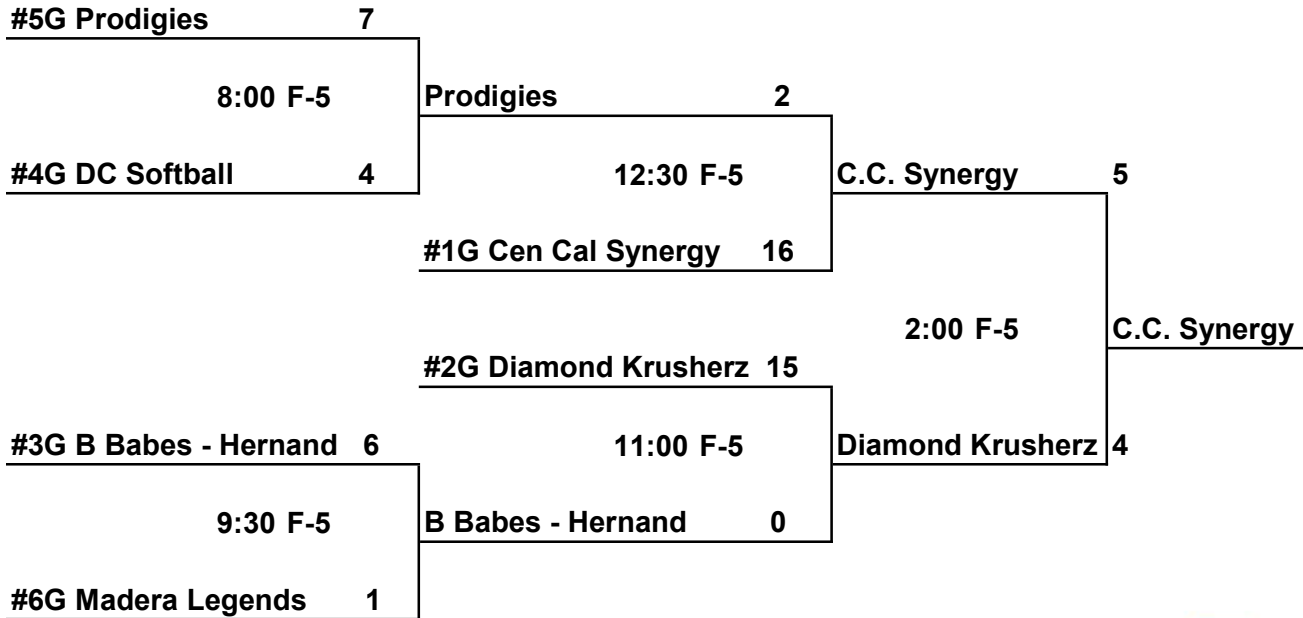 #5G Prodigies 7
8:00 F-5
Prodigies 2
#4G DC Softball 4
12:30 F-5
C.C. Synergy 5
#1G Cen Cal Synergy 16
2:00 F-5
C.C. Synergy
#2G Diamond Krusherz 15
#3G B Babes - Hernand 6
11:00 F-5
Diamond Krusherz 4
9:30 F-5
B Babes - Hernand 0
#6G Madera Legends 1